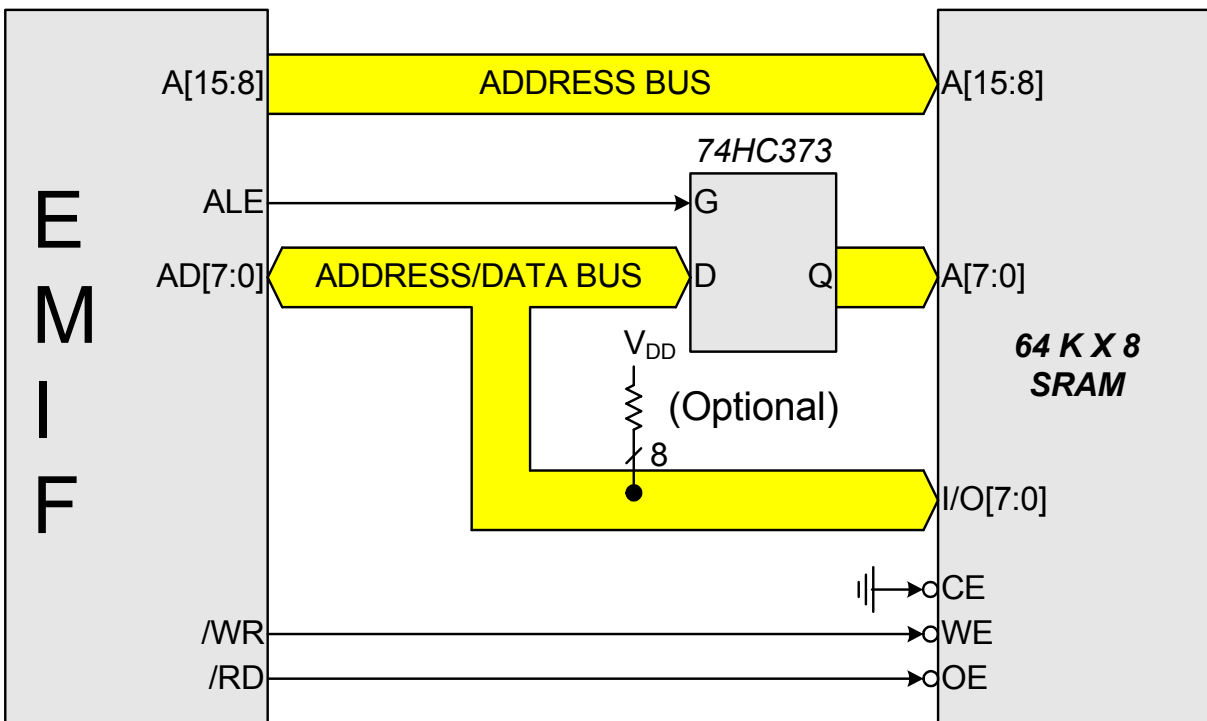 A[15:8] ADDRESS BUS A[15:8]
74HC373
ALE G
AD[7:0] ADDRESS/DATA BUS D Q A[7:0]
E
M
I
F
VDD
(Optional)
8
64 K X 8
SRAM
I/O[7:0]
CE
/WR WE
/RD OE